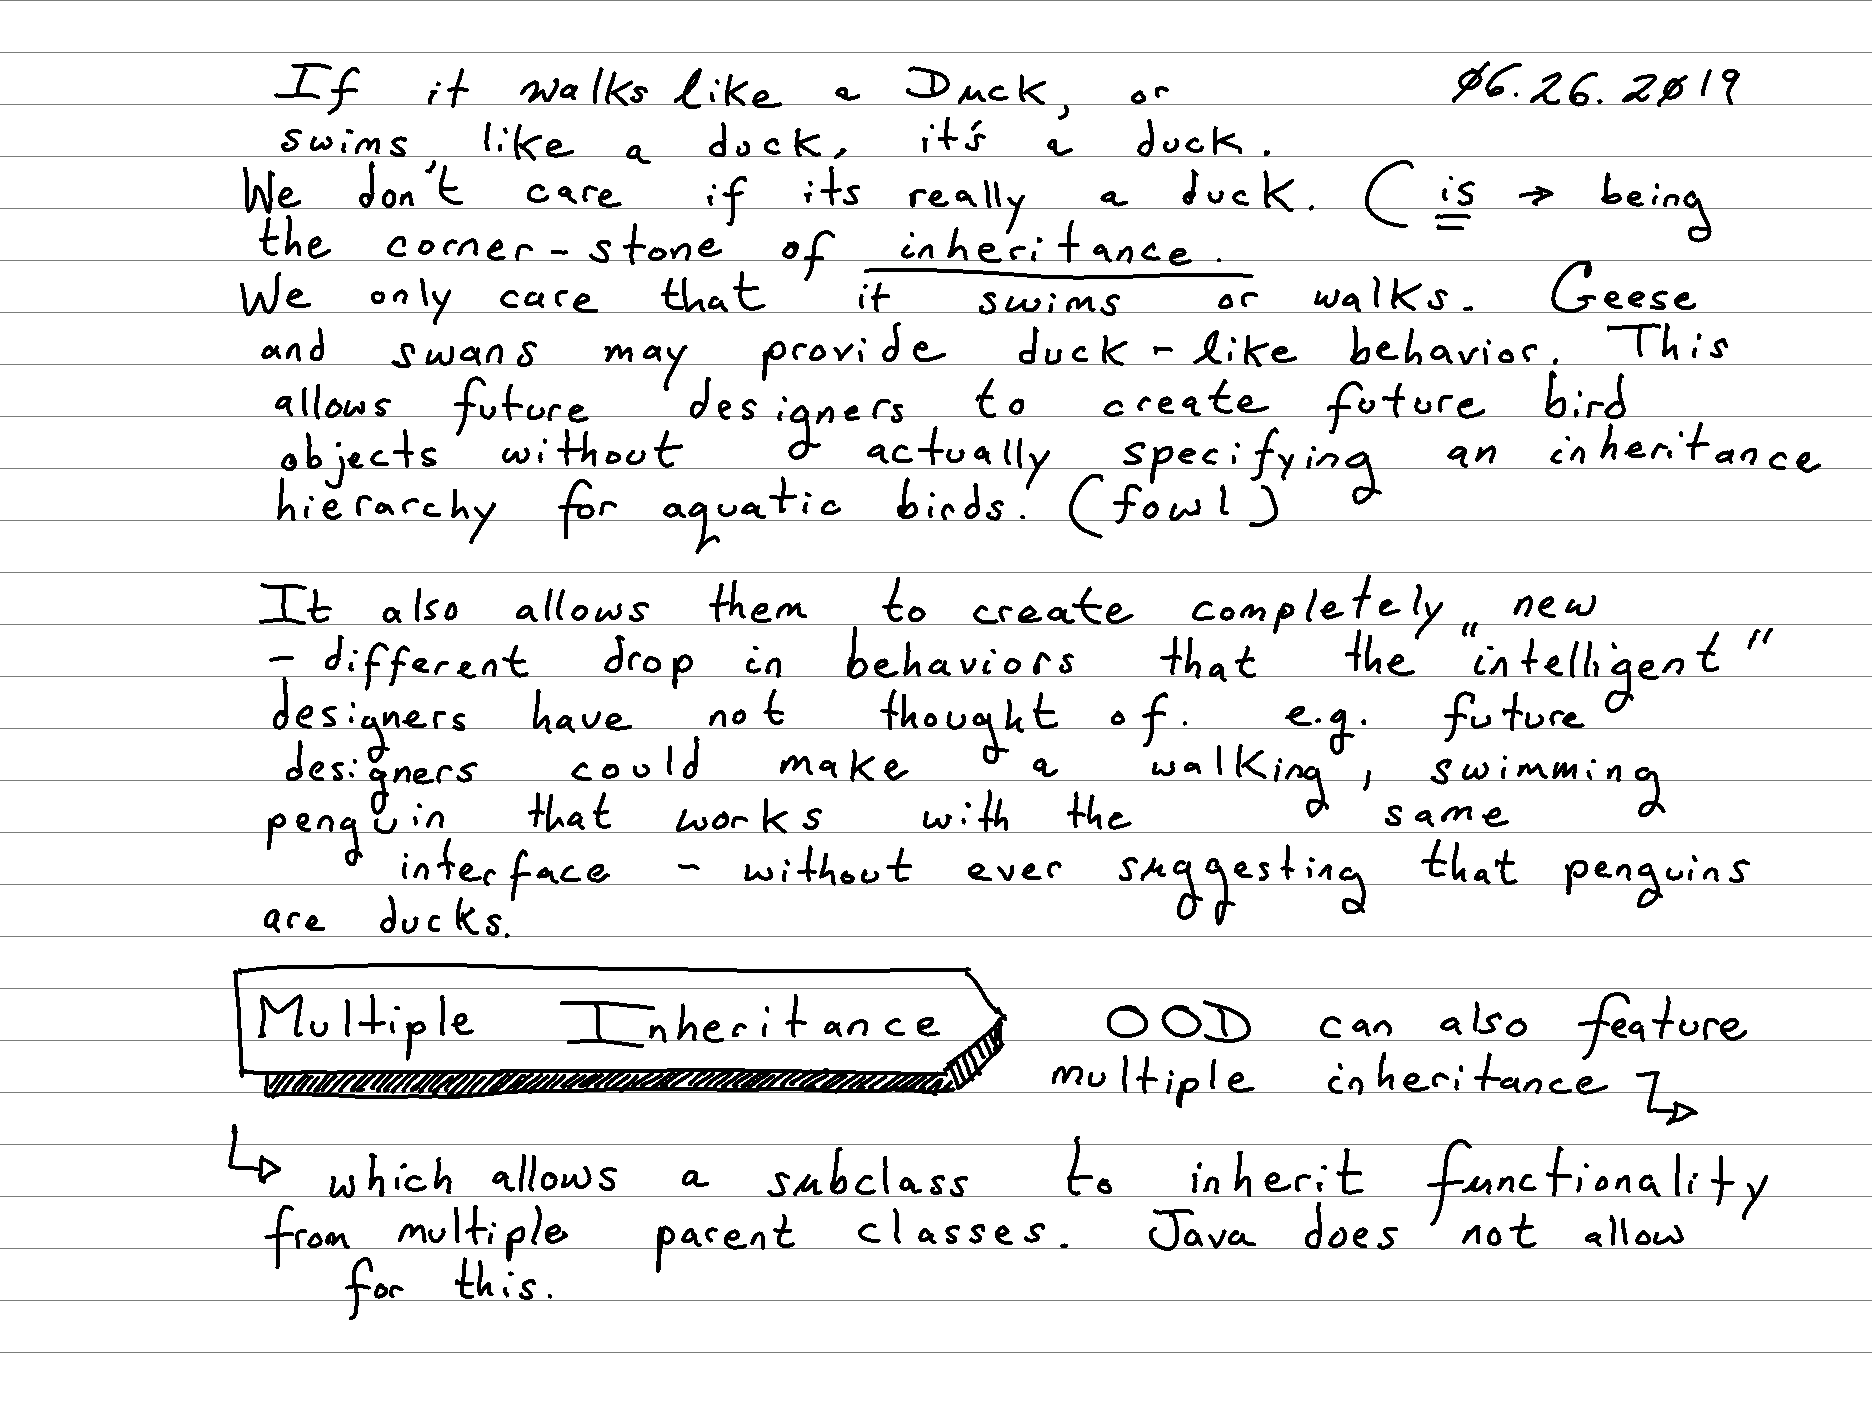 If it walks like a Duck, or 06.26.2019
swims like a duck, it's a duck.
We don't care if its really a duck. (is → being
the corner-stone of inheritance.
We only care that it swims or walks. Geese
and swans may provide duck-like behavior. This
allows future designers to create future bird
objects without actually specifying an inheritance
hierarchy for aquatic birds. (fowl)
It also allows them to create completely new
- different drop in behaviors that the "intelligent"
designers have not thought of. e.g. future
designers could make a walking, swimming
penguin that works with the same
interface - without ever suggesting that penguins
are ducks.
Multiple Inheritance OOD can also feature
multiple inheritance
which allows a subclass to inherit functionality
from multiple parent classes. Java does not allow
for this.